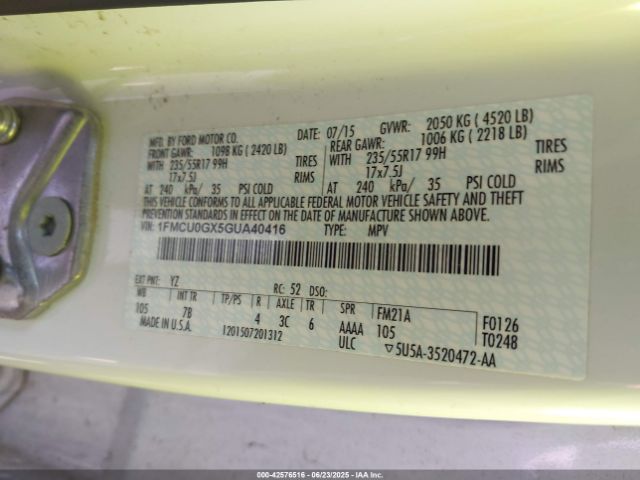 MFG. BY FORD MOTOR CO. DATE: 07/15 GVWR: 2050 KG ( 4520 LB)
FRONT GAWR: 1098 KG ( 2420 LB) REAR GAWR: 1006 KG ( 2218 LB)
WITH 235/55R17 99H TIRES WITH 235/55R17 99H TIRES
17x7.5J RIMS 17x7.5J RIMS
AT 240 kPa/ 35 PSI COLD AT 240 kPa/ 35 PSI COLD
THIS VEHICLE CONFORMS TO ALL APPLICABLE FEDERAL MOTOR VEHICLE SAFETY AND THEFT
PREVENTION STANDARDS IN EFFECT ON THE DATE OF MANUFACTURE SHOWN ABOVE.
VIN: 1FMCU0GX5GUA40416 TYPE: MPV
EXT PNT: YZ RC: 52 DSO:
WB INT TR TP/PS R AXLE TR SPR FM21A F0126
105 7B 4 3C 6 AAAA 105 T0248
MADE IN U.S.A. 1201507201312 ULC ▽5U5A-3520472-AA
000-42576516 - 06/23/2025 - IAA Inc.